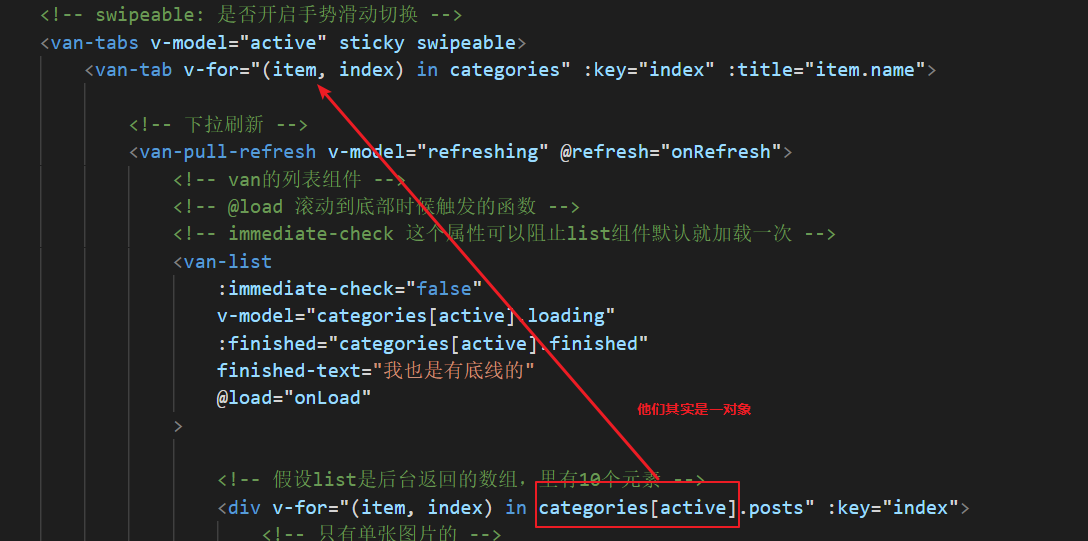 <!-- swipeable: 是否开启手势滑动切换 -->
<van-tabs v-model="active" sticky swipeable>
<van-tab v-for="(item, index) in categories" :key="index" :title="item.name">
<!-- 下拉刷新 -->
<van-pull-refresh v-model="refreshing" @refresh="onRefresh">
<!-- van的列表组件 -->
<!-- @load 滚动到底部时候触发的函数 -->
<!-- immediate-check 这个属性可以阻止list组件默认就加载一次 -->
<van-list
:immediate-check="false"
v-model="categories[active].loading"
:finished="categories[active].finished"
finished-text="我也是有底线的"
@load="onLoad"
他们其实是一对象
>
<!-- 假设list是后台返回的数组，里有10个元素 -->
<div v-for="(item, index) in categories[active].posts" :key="index">
<!-- 只有单张图片的 -->